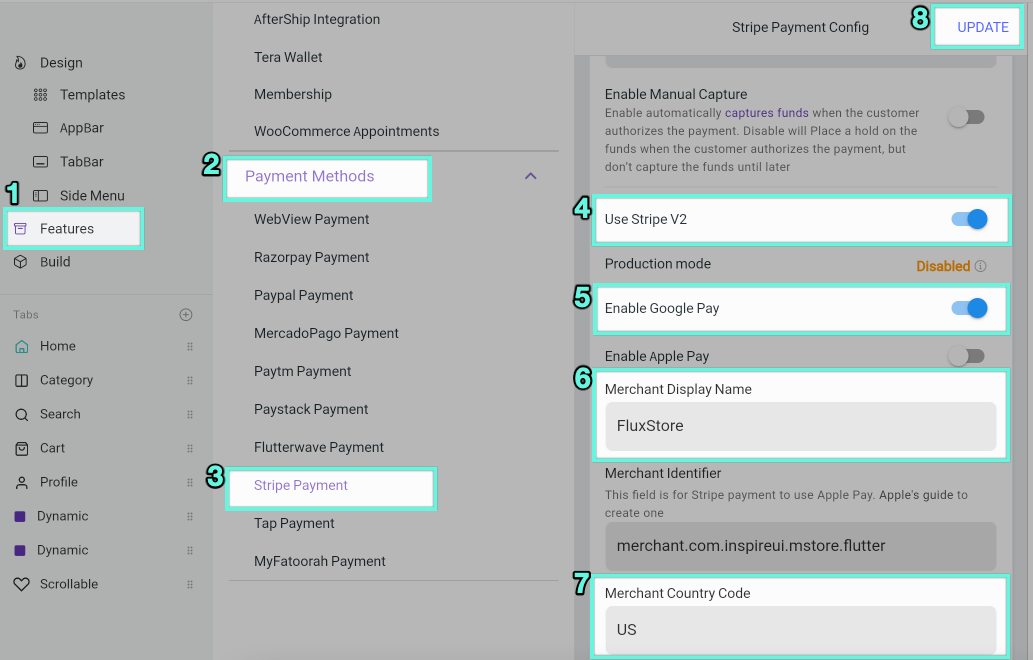 Design
Templates
AppBar
TabBar
Side Menu
1
Features
Build
Tabs
Home
Category
Search
Cart
Profile
Dynamic
Dynamic
Scrollable
AfterShip Integration
Tera Wallet
Membership
WooCommerce Appointments
2
Payment Methods
WebView Payment
Razorpay Payment
Paypal Payment
MercadoPago Payment
Paytm Payment
Paystack Payment
Flutterwave Payment
3
Stripe Payment
Tap Payment
MyFatoorah Payment
Stripe Payment Config
8
UPDATE
Enable Manual Capture
Enable automatically captures funds when the customer
authorizes the payment. Disable will Place a hold on the
funds when the customer authorizes the payment, but
don't capture the funds until later
4
Use Stripe V2
Production mode
Disabled
5
Enable Google Pay
Enable Apple Pay
6
Merchant Display Name
FluxStore
Merchant Identifier
This field is for Stripe payment to use Apple Pay. Apple's guide to
create one
merchant.com.inspireui.mstore.flutter
7
Merchant Country Code
US